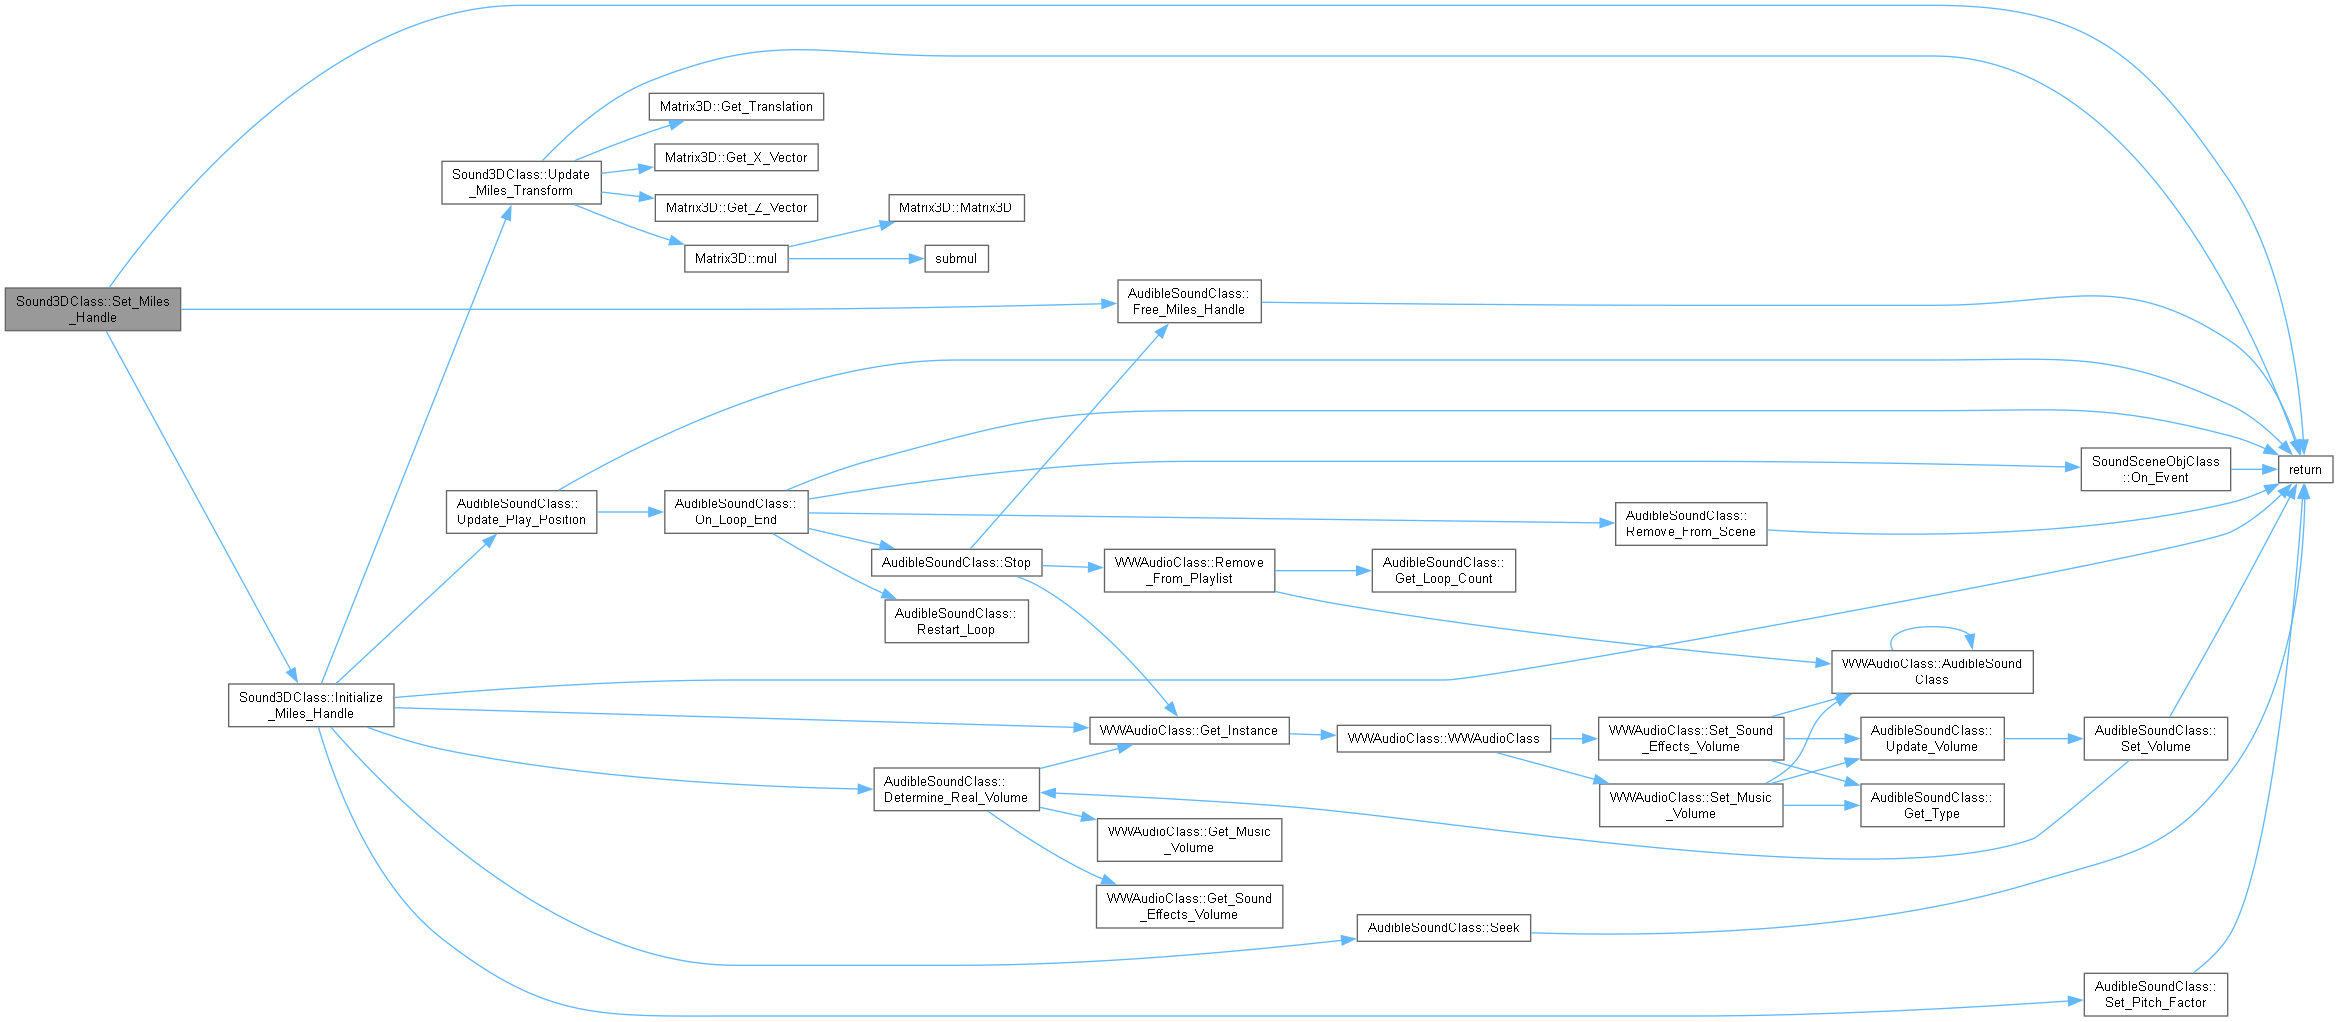 Sound3DClass::Set_Miles
_Handle
Sound3DClass::Initialize
_Miles_Handle
Sound3DClass::Update
_Miles_Transform
AudibleSoundClass::
Update_Play_Position
Matrix3D::Get_Translation
Matrix3D::Get_X_Vector
Matrix3D::Get_Z_Vector
Matrix3D::mul
Matrix3D::Matrix3D
submul
AudibleSoundClass::
On_Loop_End
AudibleSoundClass::Stop
AudibleSoundClass::
Restart_Loop
AudibleSoundClass::
Determine_Real_Volume
AudibleSoundClass::
Free_Miles_Handle
WWAudioClass::Remove
_From_Playlist
WWAudioClass::Get_Instance
WWAudioClass::Get_Music
_Volume
WWAudioClass::Get_Sound
_Effects_Volume
AudibleSoundClass::
Get_Loop_Count
WWAudioClass::WWAudioClass
AudibleSoundClass::Seek
AudibleSoundClass::
Remove_From_Scene
WWAudioClass::Set_Sound
_Effects_Volume
WWAudioClass::Set_Music
_Volume
WWAudioClass::AudibleSound
Class
AudibleSoundClass::
Update_Volume
AudibleSoundClass::
Get_Type
SoundSceneObjClass
::On_Event
AudibleSoundClass::
Set_Volume
AudibleSoundClass::
Set_Pitch_Factor
return